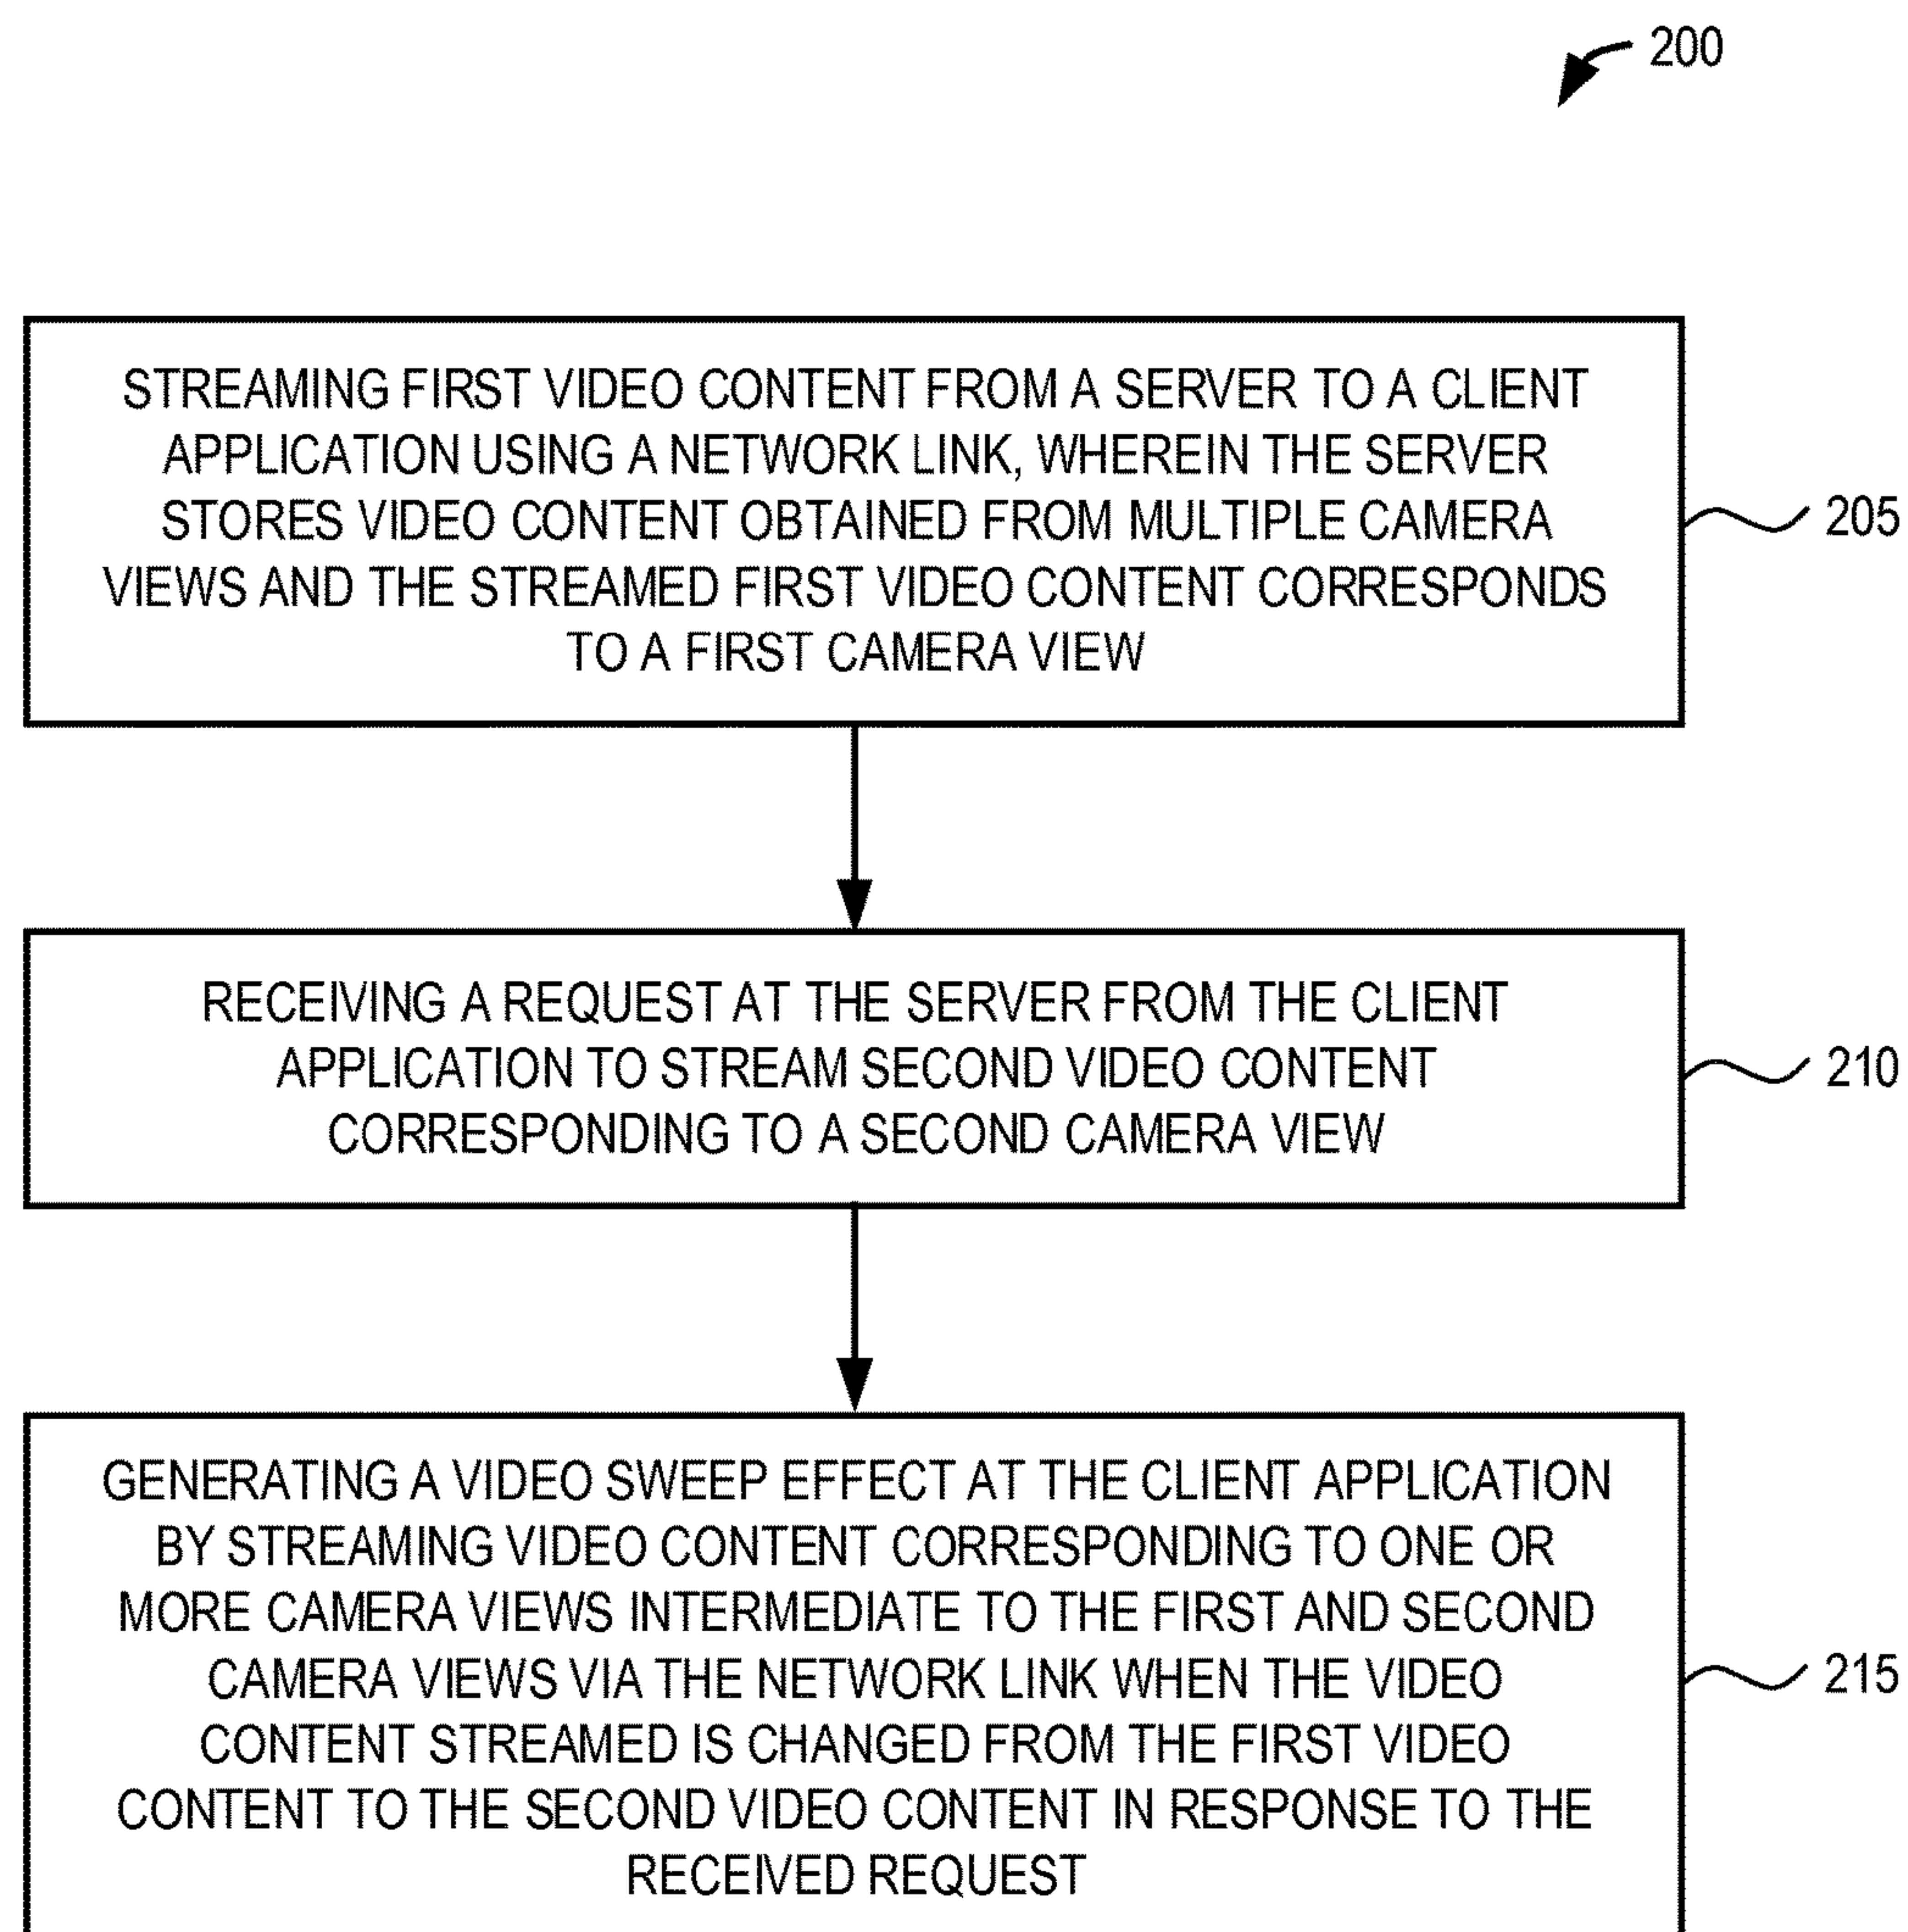 200
STREAMING FIRST VIDEO CONTENT FROM A SERVER TO A CLIENT
APPLICATION USING A NETWORK LINK, WHEREIN THE SERVER
STORES VIDEO CONTENT OBTAINED FROM MULTIPLE CAMERA
VIEWS AND THE STREAMED FIRST VIDEO CONTENT CORRESPONDS
TO A FIRST CAMERA VIEW
205
RECEIVING A REQUEST AT THE SERVER FROM THE CLIENT
APPLICATION TO STREAM SECOND VIDEO CONTENT
CORRESPONDING TO A SECOND CAMERA VIEW
210
GENERATING A VIDEO SWEEP EFFECT AT THE CLIENT APPLICATION
BY STREAMING VIDEO CONTENT CORRESPONDING TO ONE OR
MORE CAMERA VIEWS INTERMEDIATE TO THE FIRST AND SECOND
CAMERA VIEWS VIA THE NETWORK LINK WHEN THE VIDEO
CONTENT STREAMED IS CHANGED FROM THE FIRST VIDEO
CONTENT TO THE SECOND VIDEO CONTENT IN RESPONSE TO THE
RECEIVED REQUEST
215